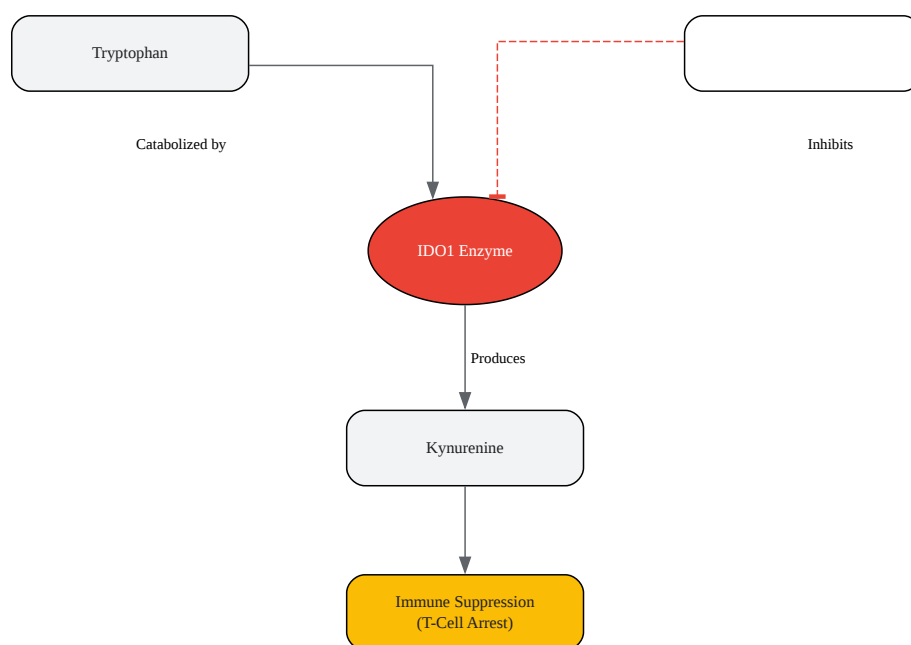 Tryptophan
Catabolized by
Inhibits
IDO1 Enzyme
Produces
Kynurenine
Immune Suppression
(T-Cell Arrest)